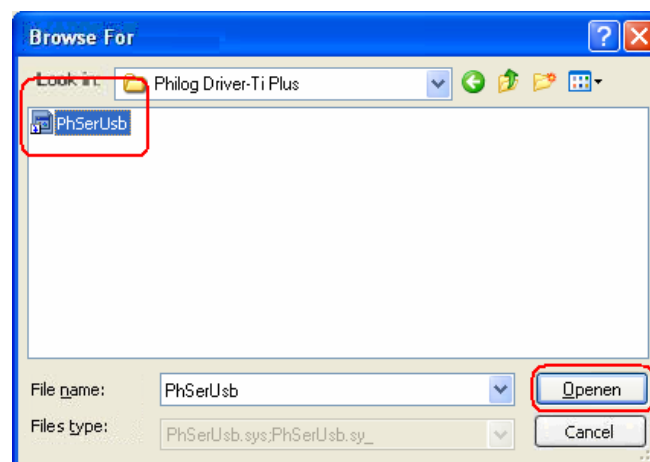 Browse For
Look in: Philog Driver-Ti Plus
PhSerUsb
File name: PhSerUsb Openen
Files type: PhSerUsb.sys;PhSerUsb.sy_ Cancel